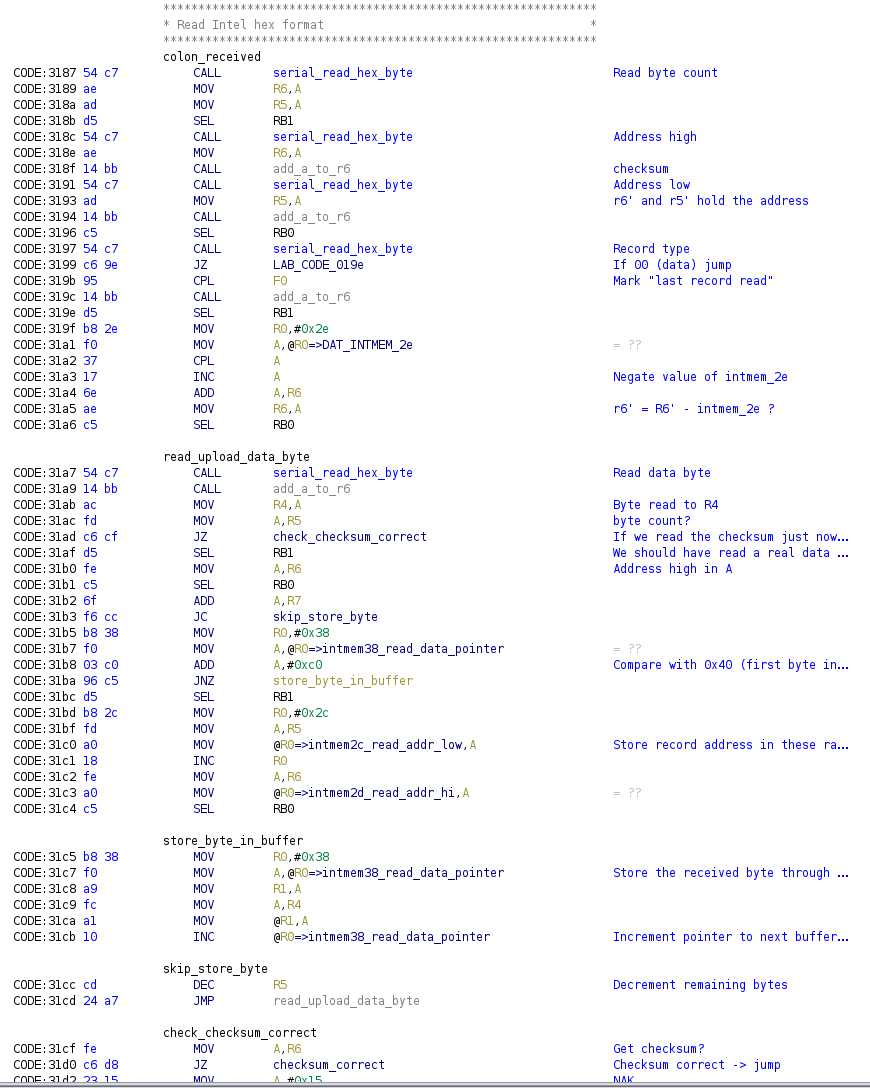 **************************************************************
* Read Intel hex format *
**************************************************************
colon_received
CODE:3187 54 c7 CALL serial_read_hex_byte Read byte count
CODE:3189 ae MOV R6,A
CODE:318a ad MOV R5,A
CODE:318b d5 SEL RB1
CODE:318c 54 c7 CALL serial_read_hex_byte Address high
CODE:318e ae MOV R6,A
CODE:318f 14 bb CALL add_a_to_r6 checksum
CODE:3191 54 c7 CALL serial_read_hex_byte Address low
CODE:3193 ad MOV R5,A r6' and r5' hold the address
CODE:3194 14 bb CALL add_a_to_r6
CODE:3196 c5 SEL RB0
CODE:3197 54 c7 CALL serial_read_hex_byte Record type
CODE:3199 c6 9e JZ LAB_CODE_019e If 00 (data) jump
CODE:319b 95 CPL F0 Mark "last record read"
CODE:319c 14 bb CALL add_a_to_r6
CODE:319e d5 SEL RB1
CODE:319f b8 2e MOV R0,#0x2e
CODE:31a1 f0 MOV A,@R0=>DAT_INTMEM_2e = ??
CODE:31a2 37 CPL A
CODE:31a3 17 INC A Negate value of intmem_2e
CODE:31a4 6e ADD A,R6
CODE:31a5 ae MOV R6,A r6' = R6' - intmem_2e ?
CODE:31a6 c5 SEL RB0
read_upload_data_byte
CODE:31a7 54 c7 CALL serial_read_hex_byte Read data byte
CODE:31a9 14 bb CALL add_a_to_r6
CODE:31ab ac MOV R4,A Byte read to R4
CODE:31ac fd MOV A,R5 byte count?
CODE:31ad c6 cf JZ check_checksum_correct If we read the checksum just now...
CODE:31af d5 SEL RB1 We should have read a real data ...
CODE:31b0 fe MOV A,R6 Address high in A
CODE:31b1 c5 SEL RB0
CODE:31b2 6f ADD A,R7
CODE:31b3 f6 cc JC skip_store_byte
CODE:31b5 b8 38 MOV R0,#0x38
CODE:31b7 f0 MOV A,@R0=>intmem38_read_data_pointer = ??
CODE:31b8 03 c0 ADD A,#0xc0 Compare with 0x40 (first byte in...
CODE:31ba 96 c5 JNZ store_byte_in_buffer
CODE:31bc d5 SEL RB1
CODE:31bd b8 2c MOV R0,#0x2c
CODE:31bf fd MOV A,R5
CODE:31c0 a0 MOV @R0=>intmem2c_read_addr_low,A Store record address in these ra...
CODE:31c1 18 INC R0
CODE:31c2 fe MOV A,R6
CODE:31c3 a0 MOV @R0=>intmem2d_read_addr_hi,A = ??
CODE:31c4 c5 SEL RB0
store_byte_in_buffer
CODE:31c5 b8 38 MOV R0,#0x38
CODE:31c7 f0 MOV A,@R0=>intmem38_read_data_pointer Store the received byte through ...
CODE:31c8 a9 MOV R1,A
CODE:31c9 fc MOV A,R4
CODE:31ca a1 MOV @R1,A
CODE:31cb 10 INC @R0=>intmem38_read_data_pointer Increment pointer to next buffer...
skip_store_byte
CODE:31cc cd DEC R5 Decrement remaining bytes
CODE:31cd 24 a7 JMP read_upload_data_byte
check_checksum_correct
CODE:31cf fe MOV A,R6 Get checksum?
CODE:31d0 c6 d8 JZ checksum_correct Checksum correct -> jump
CODE:31d2 23 15 MOV A,#0x15 NAK